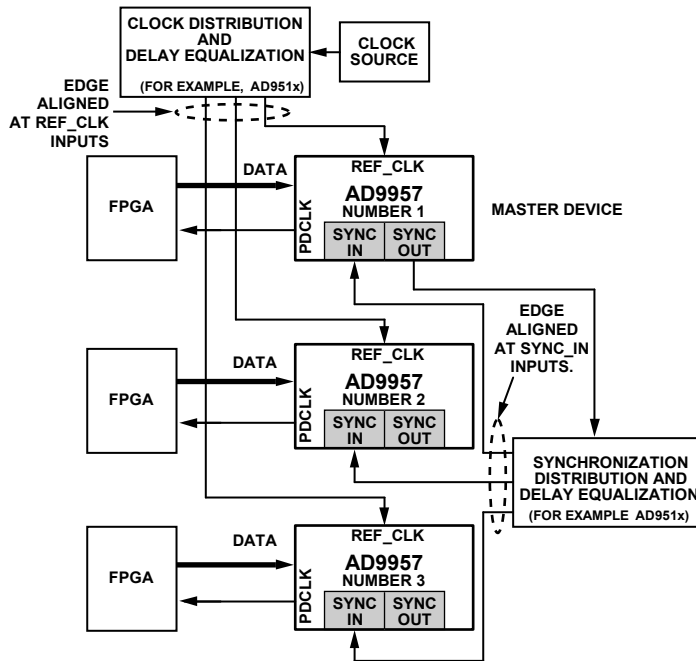 CLOCK DISTRIBUTION
AND
DELAY EQUALIZATION
(FOR EXAMPLE, AD951x)
CLOCK
SOURCE
EDGE
ALIGNED
AT REF_CLK
INPUTS
FPGA
DATA
REF_CLK
AD9957
NUMBER 1
PDCLK
SYNC
IN
SYNC
OUT
MASTER DEVICE
EDGE
ALIGNED
AT SYNC_IN
INPUTS.
FPGA
DATA
REF_CLK
AD9957
NUMBER 2
PDCLK
SYNC
IN
SYNC
OUT
SYNCHRONIZATION
DISTRIBUTION AND
DELAY EQUALIZATION
(FOR EXAMPLE AD951x)
FPGA
DATA
REF_CLK
AD9957
NUMBER 3
PDCLK
SYNC
IN
SYNC
OUT